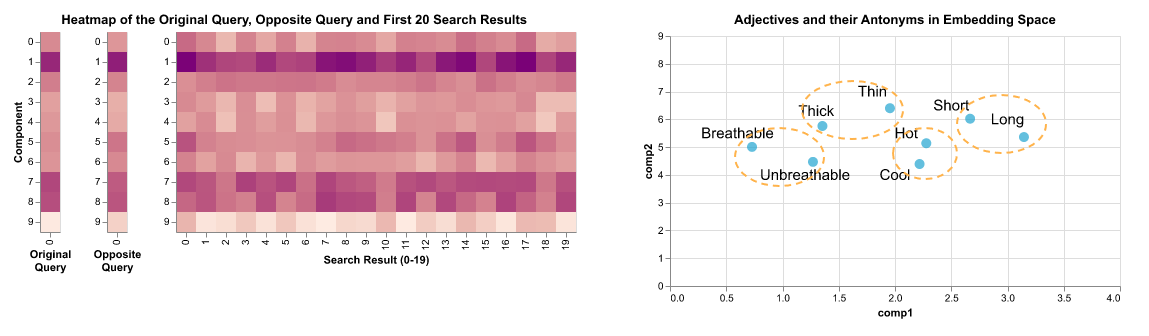 Heatmap of the Original Query, Opposite Query and First 20 Search Results
Component
0
1
2
3
4
5
6
7
8
9
0
Original
Query
0
1
2
3
4
5
6
7
8
9
0
Opposite
Query
0
1
2
3
4
5
6
7
8
9
0 1 2 3 4 5 6 7 8 9 10 11 12 13 14 15 16 17 18 19
Search Result (0-19)
Adjectives and their Antonyms in Embedding Space
comp2
9
8
7
6
5
4
3
2
1
0
Thin
Thick
Short
Long
Breathable
Hot
Unbreathable
Cool
0.0 0.5 1.0 1.5 2.0 2.5 3.0 3.5 4.0
comp1